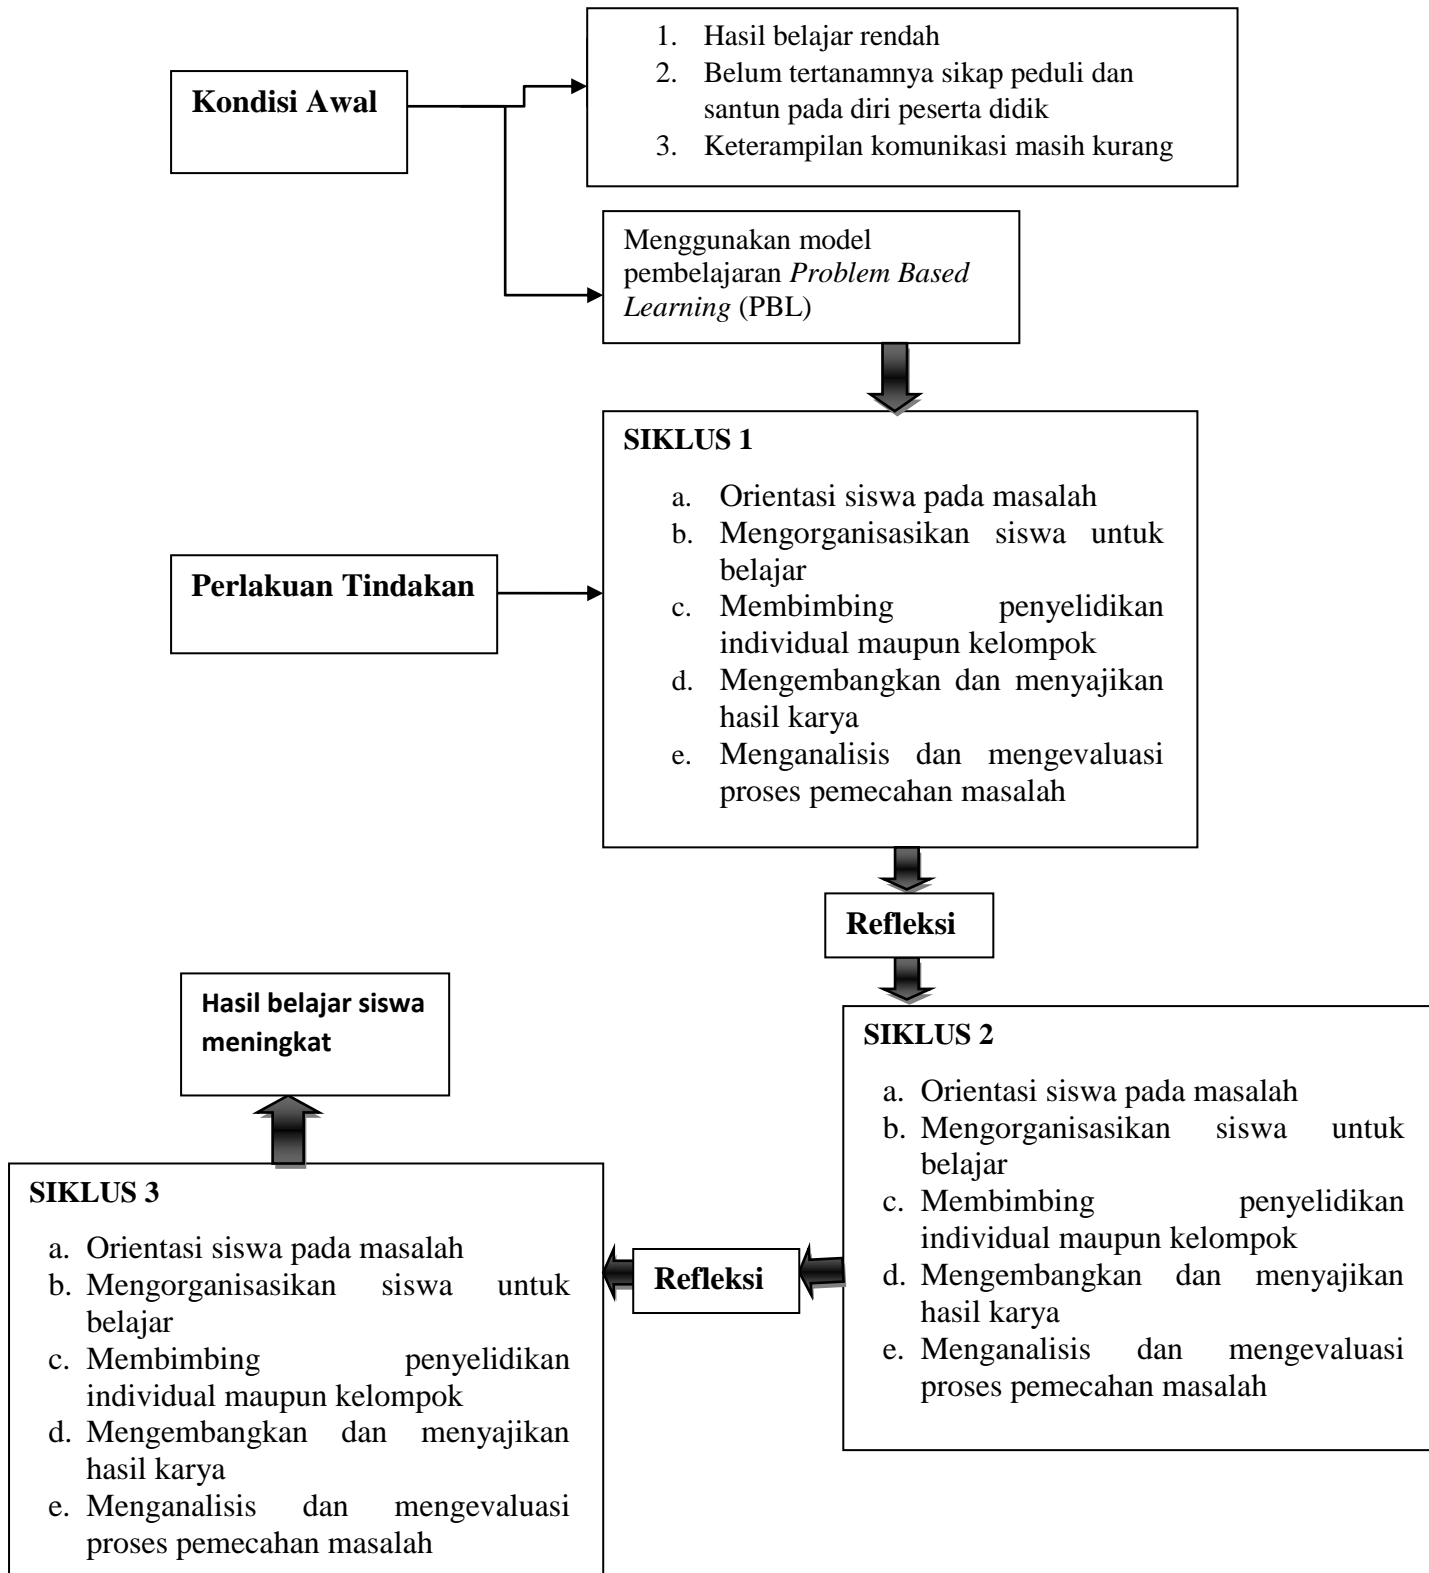 Kondisi Awal
1. Hasil belajar rendah
2. Belum tertanamnya sikap peduli dan
santun pada diri peserta didik
3. Keterampilan komunikasi masih kurang
Menggunakan model
pembelajaran Problem Based
Learning (PBL)
Perlakuan Tindakan
SIKLUS 1
a. Orientasi siswa pada masalah
b. Mengorganisasikan siswa untuk
belajar
c. Membimbing penyelidikan
individual maupun kelompok
d. Mengembangkan dan menyajikan
hasil karya
e. Menganalisis dan mengevaluasi
proses pemecahan masalah
Refleksi
SIKLUS 2
a. Orientasi siswa pada masalah
b. Mengorganisasikan siswa untuk
belajar
c. Membimbing penyelidikan
individual maupun kelompok
d. Mengembangkan dan menyajikan
hasil karya
e. Menganalisis dan mengevaluasi
proses pemecahan masalah
Refleksi
SIKLUS 3
a. Orientasi siswa pada masalah
b. Mengorganisasikan siswa untuk
belajar
c. Membimbing penyelidikan
individual maupun kelompok
d. Mengembangkan dan menyajikan
hasil karya
e. Menganalisis dan mengevaluasi
proses pemecahan masalah
Hasil belajar siswa
meningkat